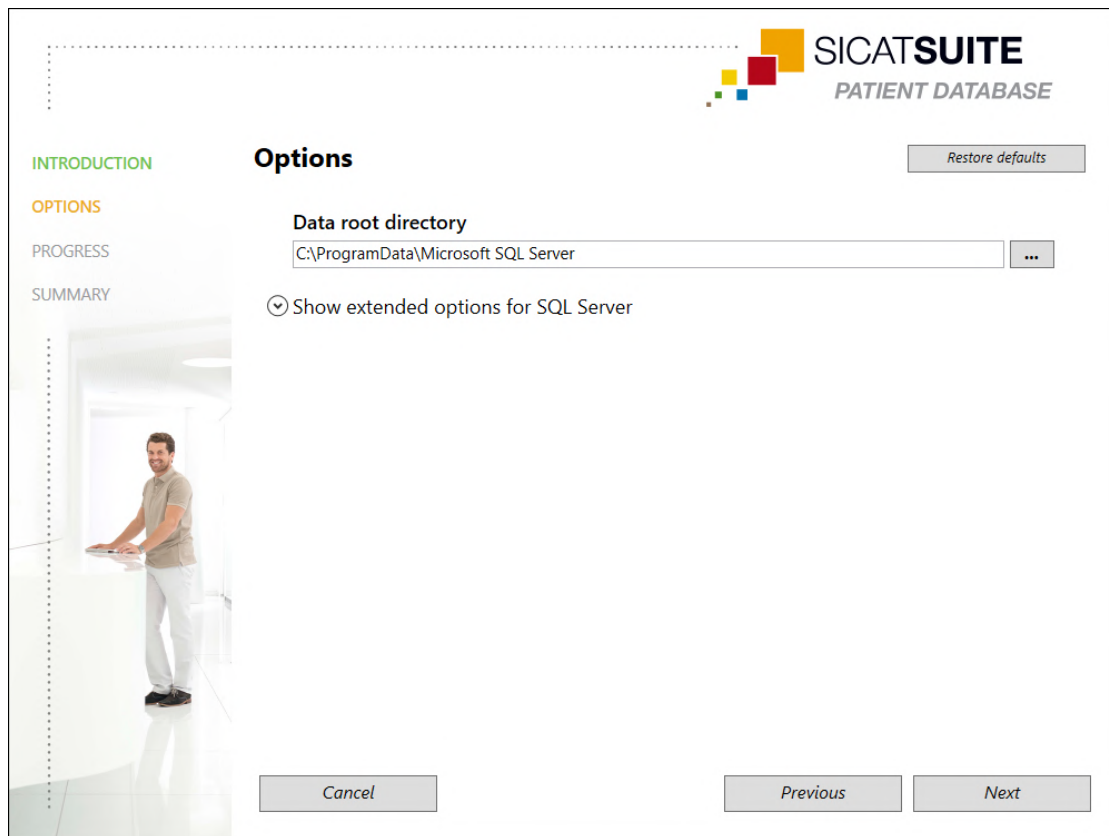 SICATSUITE
PATIENT DATABASE
INTRODUCTION
OPTIONS
PROGRESS
SUMMARY
Options
Restore defaults
Data root directory
C:\ProgramData\Microsoft SQL Server
...
Show extended options for SQL Server
Cancel
Previous
Next